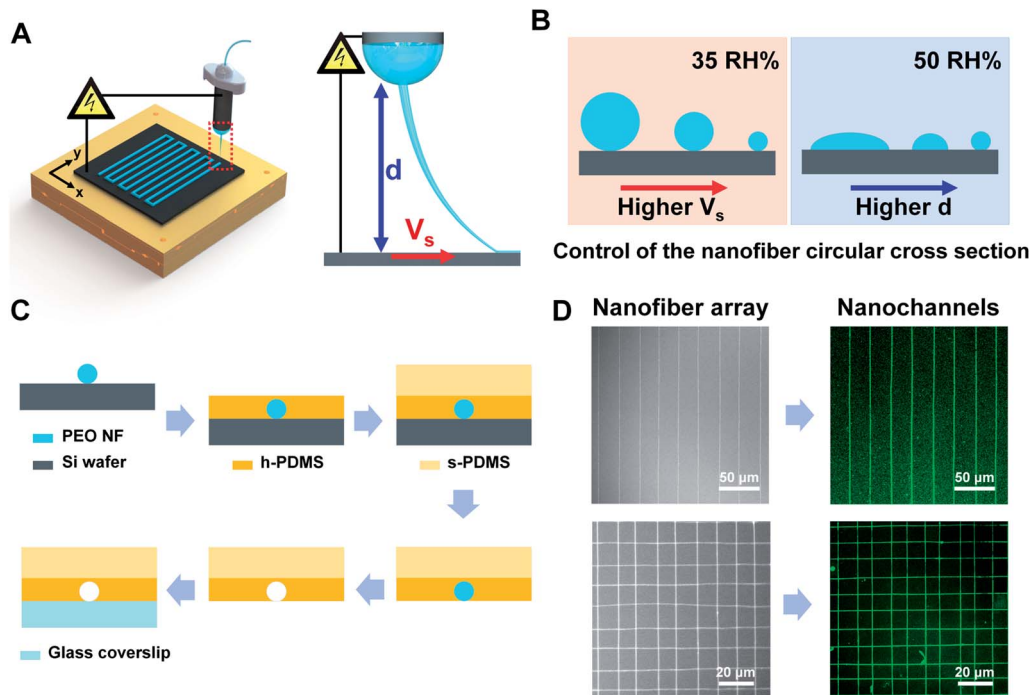 A
y
x
d
Vs
B
35 RH%
50 RH%
Higher Vs
Higher d
Control of the nanofiber circular cross section
C
PEO NF
Si wafer
h-PDMS
s-PDMS
Glass coverslip
D
Nanofiber array
Nanochannels
50 µm
50 µm
20 µm
20 µm